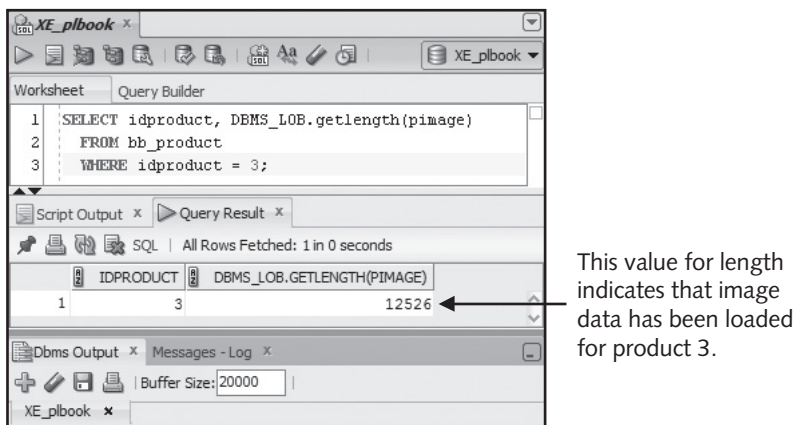 XE_plbook x
SQL
Aa
XE_plbook
Worksheet Query Builder
1 SELECT idproduct, DBMS_LOB.getlength(pimage)
2 FROM bb_product
3 WHERE idproduct = 3;
Script Output x Query Result x
SQL | All Rows Fetched: 1 in 0 seconds
IDPRODUCT DBMS_LOB.GETLENGTH(PIMAGE)
1 3 12526
This value for length
indicates that image
data has been loaded
for product 3.
Dbms Output x Messages - Log x
Buffer Size: 20000
XE_plbook x